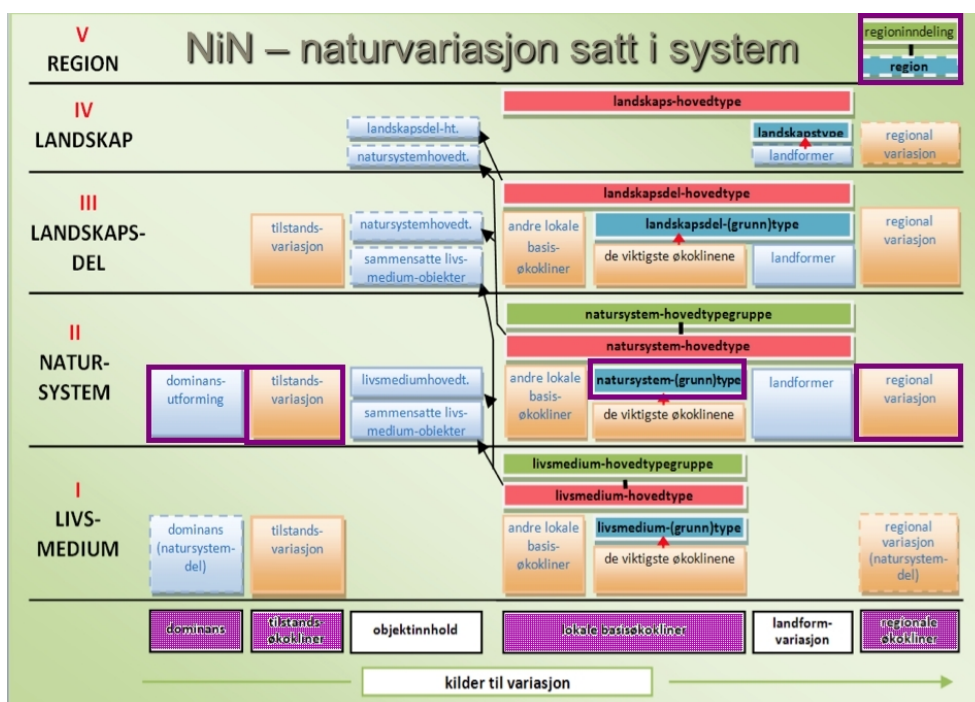 V
REGION
NiN – naturvariasjon satt i system
regioninndeling
region
IV
LANDSKAP
landskaps-hovedtype
landskapsdel-ht.
natursystemhovedt.
landskapstype
landformer
regional
variasjon
III
LANDSKAPS-
DEL
landskapsdel-hovedtype
tilstands-
variasjon
natursystemhovedt.
sammensatte livs-
medium-obiekter
andre lokale
basis-
økokliner
landskapsdel-(grunn)type
de viktigste økoklinene
landformer
regional
variasjon
II
NATUR-
SYSTEM
natursystem-hovedtypegruppe
natursystem-hovedtype
dominans-
utforming
tilstands-
variasjon
livsmediumhovedt.
sammensatte livs-
medium-oblekter
andre lokale
basis-
økokliner
natursystem-(grunn)type
de viktigste økoklinene
landformer
regional
variasjon
I
LIVS-
MEDIUM
livsmedium-hovedtypegruppe
livsmedium-hovedtype
dominans
(natursystem-
del)
tilstands-
variasjon
andre lokale
basis-
økokliner
livsmedium-(grunn)type
de viktigste økoklinene
regional
variasjon
(natursystem-
del)
dominans
tilstands-
økokliner
objektinnhold
lokale basisøkokliner
landform-
variasjon
regionale
økokliner
kilder til variasjon